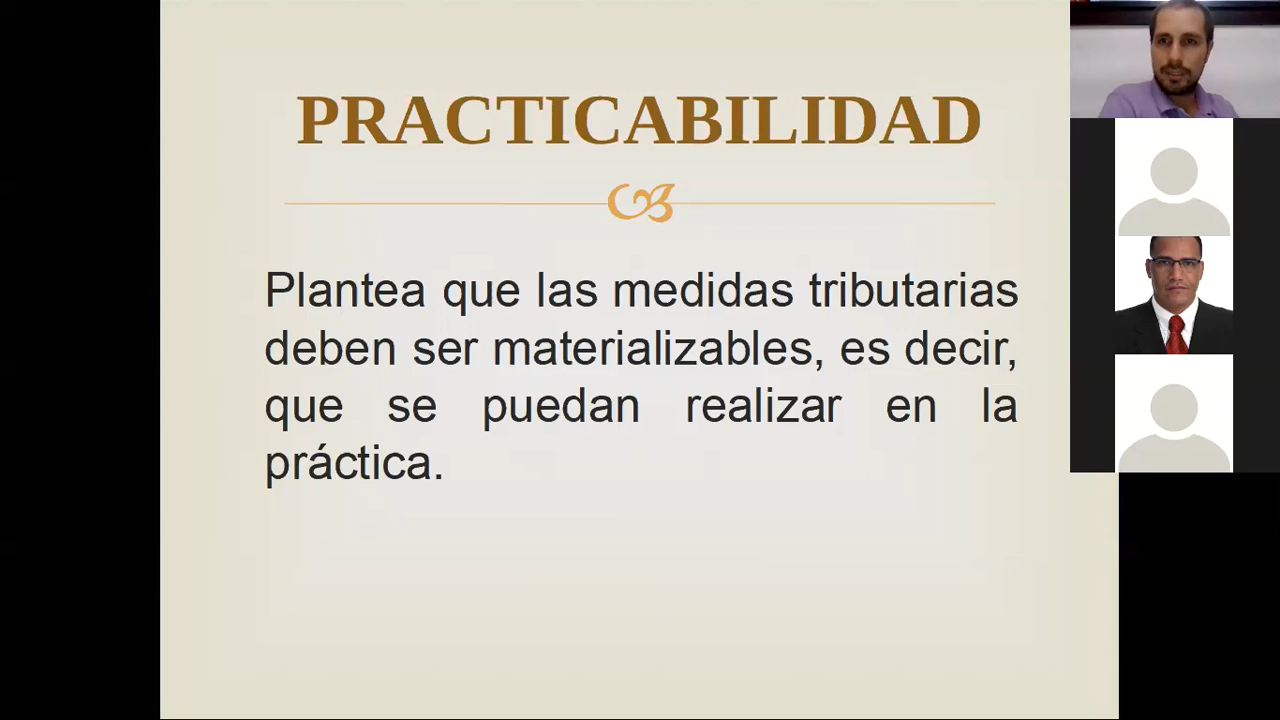 PRACTICABILIDAD
Plantea que las medidas tributarias
deben ser materializables, es decir,
que se puedan realizar en la
práctica.